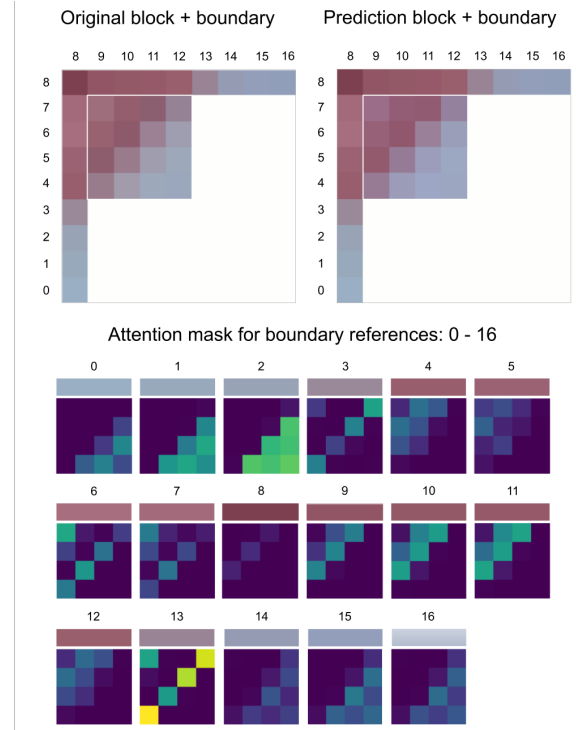 Original block + boundary
Prediction block + boundary
8 9 10 11 12 13 14 15 16
8 9 10 11 12 13 14 15 16
8
7
6
5
4
3
2
1
0
8
7
6
5
4
3
2
1
0
Attention mask for boundary references: 0 - 16
0 1 2 3 4 5
6 7 8 9 10 11
12 13 14 15 16